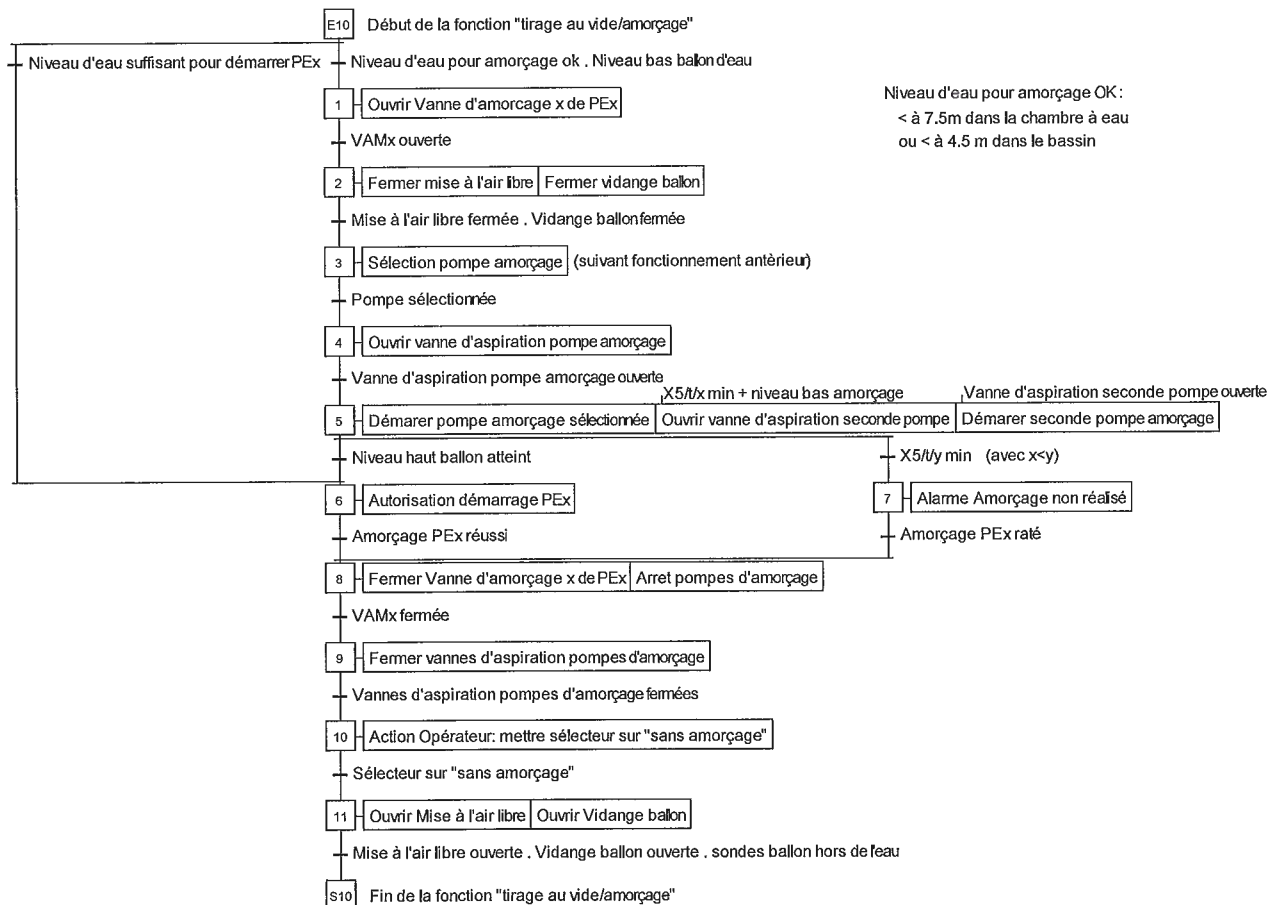 E10 Début de la fonction "tirage au vide/amorçage"
Niveau d'eau suffisant pour démarrer PEx
Niveau d'eau pour amorçage ok . Niveau bas ballon d'eau
Niveau d'eau pour amorçage OK :
< à 7.5m dans la chambre à eau
ou < à 4.5 m dans le bassin
1 Ouvrir Vanne d'amorcage x de PEx
VAMx ouverte
2 Fermer mise à l'air libre Fermer vidange ballon
Mise à l'air libre fermée . Vidange ballon fermée
3 Sélection pompe amorçage (suivant fonctionnement antèrieur)
Pompe sélectionnée
4 Ouvrir vanne d'aspiration pompe amorçage
Vanne d'aspiration pompe amorçage ouverte
X5/t/x min + niveau bas amorçage
Vanne d'aspiration seconde pompe ouverte
5 Démarer pompe amorçage sélectionnée Ouvrir vanne d'aspiration seconde pompe Démarer seconde pompe amorçage
Niveau haut ballon atteint
X5/t/y min (avec x<y)
6 Autorisation démarrage PEx
7 Alarme Amorçage non réalisé
Amorçage PEx réussi
Amorçage PEx raté
8 Fermer Vanne d'amorçage x de PEx Arret pompes d'amorçage
VAMx fermée
9 Fermer vannes d'aspiration pompes d'amorçage
Vannes d'aspiration pompes d'amorçage fermées
10 Action Opérateur: mettre sélecteur sur "sans amorçage"
Sélecteur sur "sans amorçage"
11 Ouvrir Mise à l'air libre Ouvrir Vidange ballon
Mise à l'air libre ouverte . Vidange ballon ouverte . sondes ballon hors de l'eau
S10 Fin de la fonction "tirage au vide/amorçage"